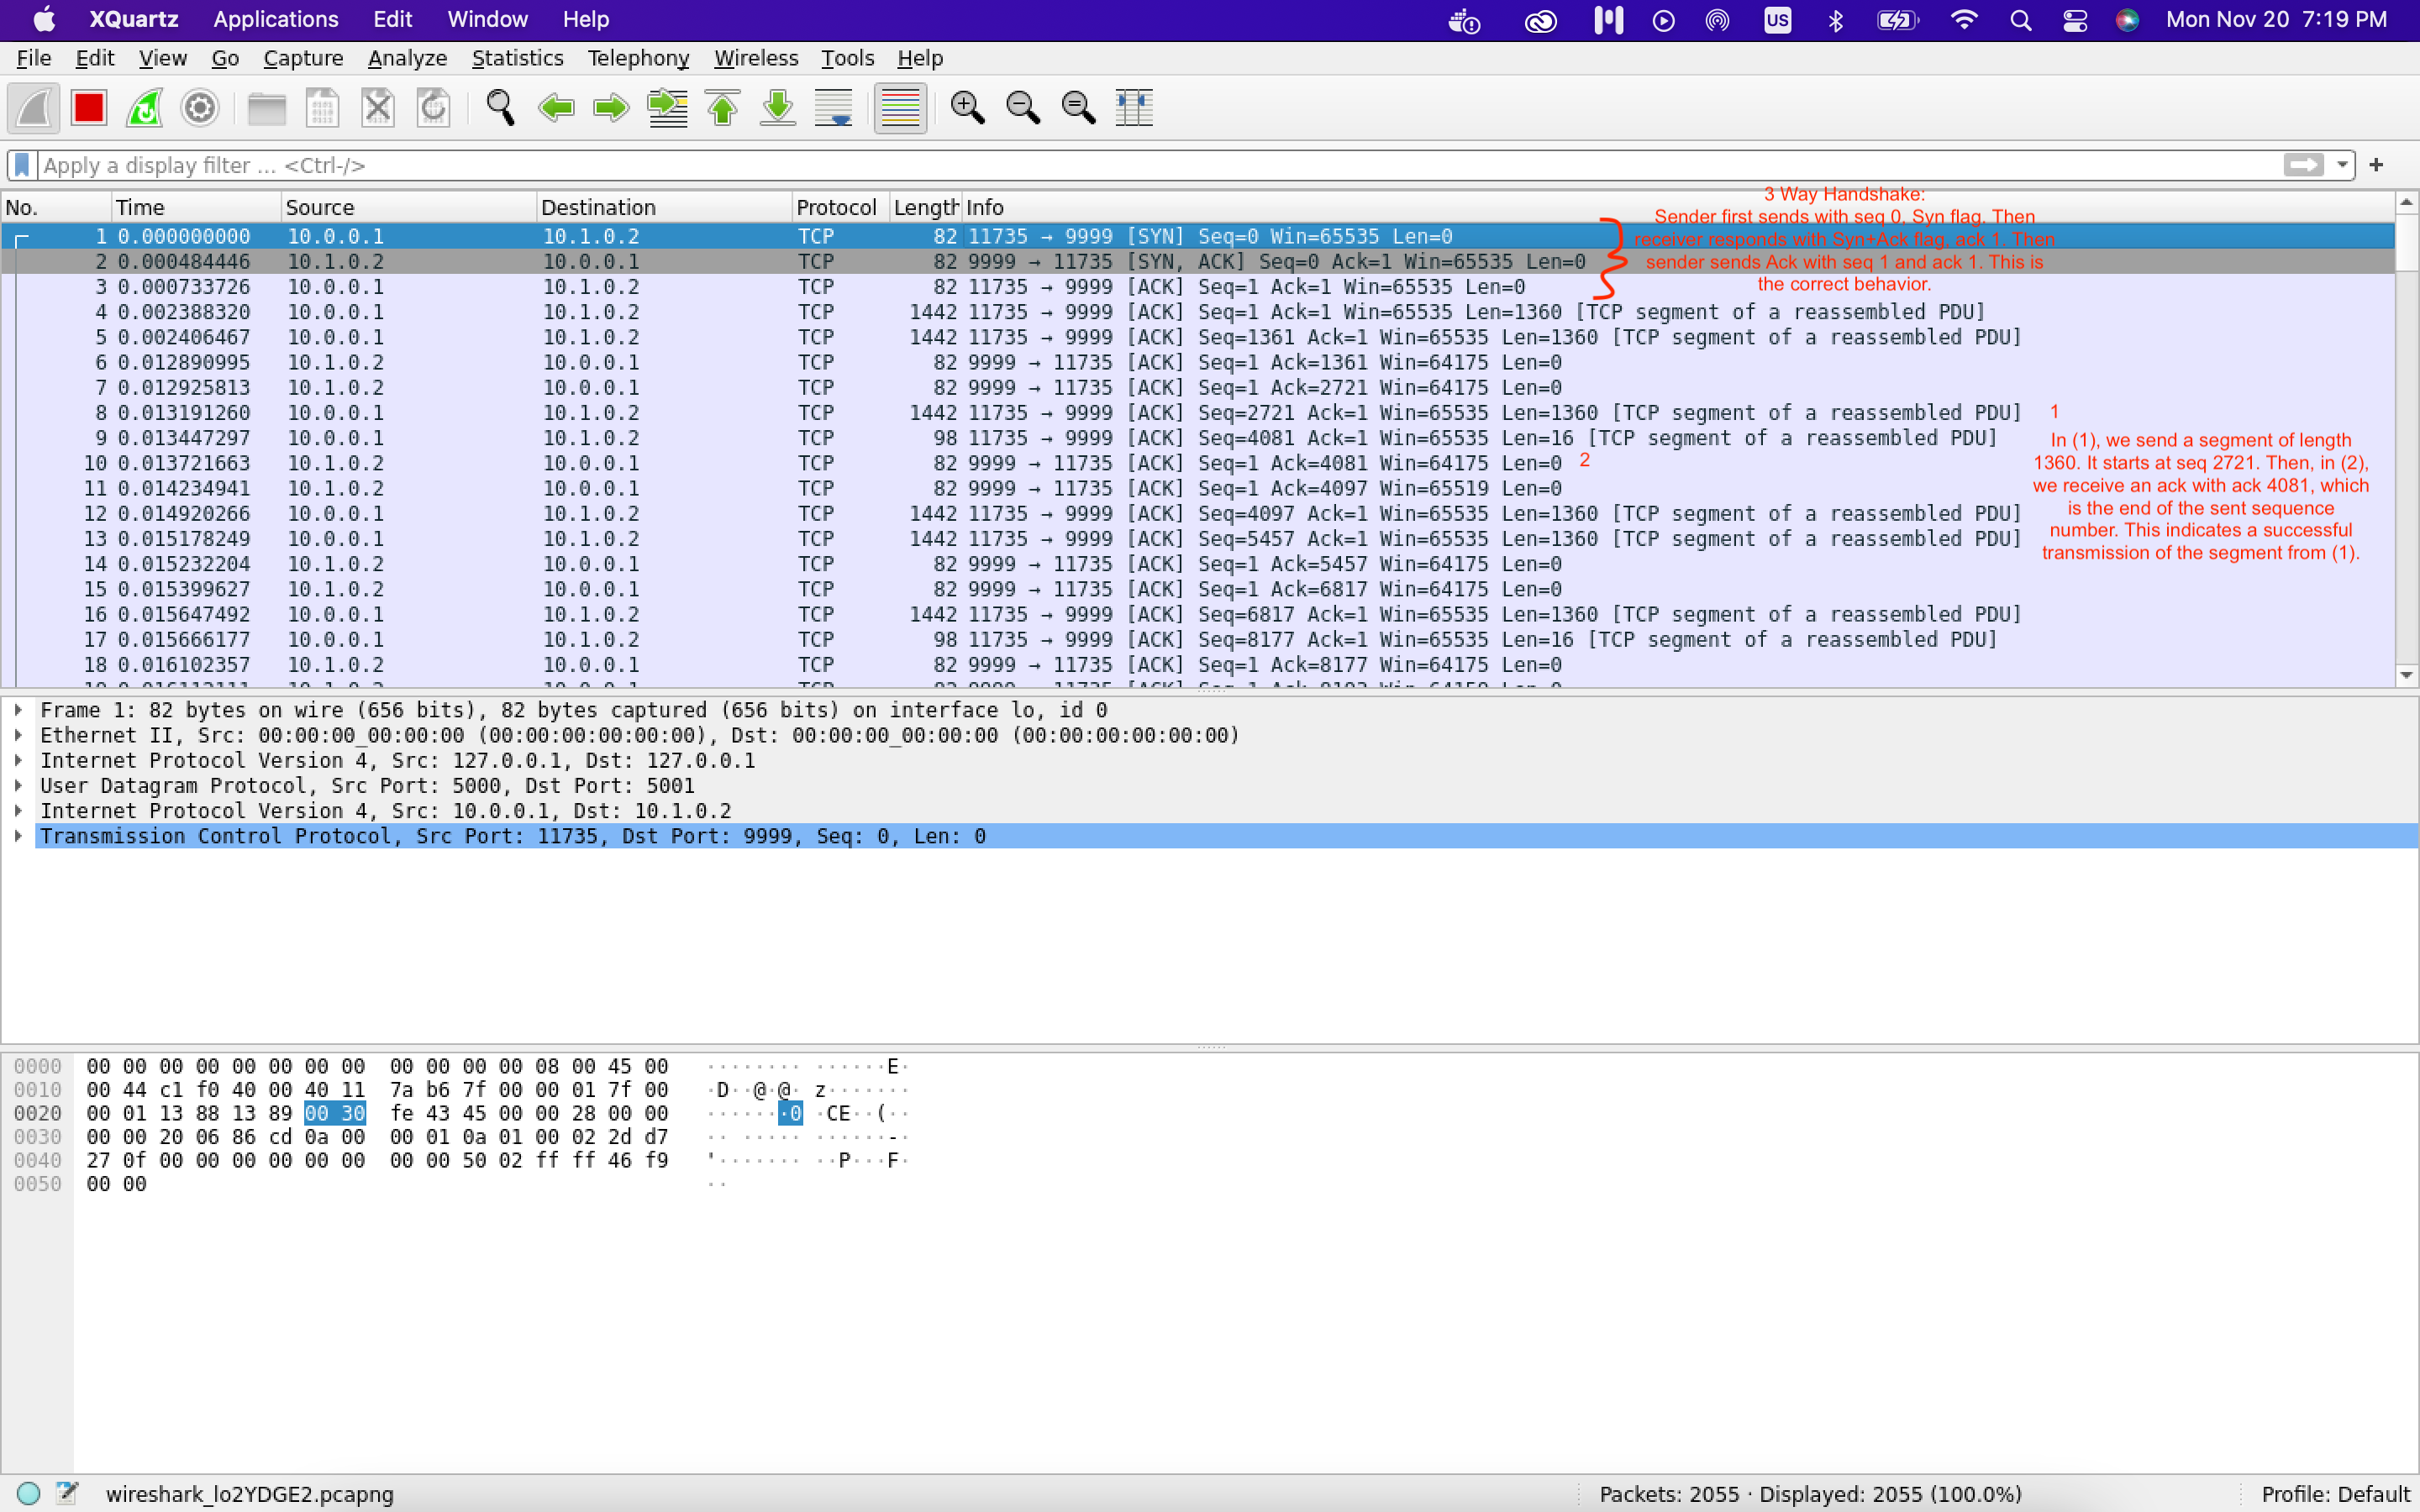 XQuartz Applications Edit Window Help US Mon Nov 20 7:19 PM
File Edit View Go Capture Analyze Statistics Telephony Wireless Tools Help
Apply a display filter ... <Ctrl-/> +
No. Time Source Destination Protocol Length Info
1 0.000000000 10.0.0.1 10.1.0.2 TCP 82 11735 → 9999 [SYN] Seq=0 Win=65535 Len=0
2 0.000484446 10.1.0.2 10.0.0.1 TCP 82 9999 → 11735 [SYN, ACK] Seq=0 Ack=1 Win=65535 Len=0
3 0.000733726 10.0.0.1 10.1.0.2 TCP 82 11735 → 9999 [ACK] Seq=1 Ack=1 Win=65535 Len=0
4 0.002388320 10.0.0.1 10.1.0.2 TCP 1442 11735 → 9999 [ACK] Seq=1 Ack=1 Win=65535 Len=1360 [TCP segment of a reassembled PDU]
5 0.002406467 10.0.0.1 10.1.0.2 TCP 1442 11735 → 9999 [ACK] Seq=1361 Ack=1 Win=65535 Len=1360 [TCP segment of a reassembled PDU]
6 0.012890995 10.1.0.2 10.0.0.1 TCP 82 9999 → 11735 [ACK] Seq=1 Ack=1361 Win=64175 Len=0
7 0.012925813 10.1.0.2 10.0.0.1 TCP 82 9999 → 11735 [ACK] Seq=1 Ack=2721 Win=64175 Len=0
8 0.013191260 10.0.0.1 10.1.0.2 TCP 1442 11735 → 9999 [ACK] Seq=2721 Ack=1 Win=65535 Len=1360 [TCP segment of a reassembled PDU]
9 0.013447297 10.0.0.1 10.1.0.2 TCP 98 11735 → 9999 [ACK] Seq=4081 Ack=1 Win=65535 Len=16 [TCP segment of a reassembled PDU]
10 0.013721663 10.1.0.2 10.0.0.1 TCP 82 9999 → 11735 [ACK] Seq=1 Ack=4081 Win=64175 Len=0
11 0.014234941 10.1.0.2 10.0.0.1 TCP 82 9999 → 11735 [ACK] Seq=1 Ack=4097 Win=65519 Len=0
12 0.014920266 10.0.0.1 10.1.0.2 TCP 1442 11735 → 9999 [ACK] Seq=4097 Ack=1 Win=65535 Len=1360 [TCP segment of a reassembled PDU]
13 0.015178249 10.0.0.1 10.1.0.2 TCP 1442 11735 → 9999 [ACK] Seq=5457 Ack=1 Win=65535 Len=1360 [TCP segment of a reassembled PDU]
14 0.015232204 10.1.0.2 10.0.0.1 TCP 82 9999 → 11735 [ACK] Seq=1 Ack=5457 Win=64175 Len=0
15 0.015399627 10.1.0.2 10.0.0.1 TCP 82 9999 → 11735 [ACK] Seq=1 Ack=6817 Win=64175 Len=0
16 0.015647492 10.0.0.1 10.1.0.2 TCP 1442 11735 → 9999 [ACK] Seq=6817 Ack=1 Win=65535 Len=1360 [TCP segment of a reassembled PDU]
17 0.015666177 10.0.0.1 10.1.0.2 TCP 98 11735 → 9999 [ACK] Seq=8177 Ack=1 Win=65535 Len=16 [TCP segment of a reassembled PDU]
18 0.016102357 10.1.0.2 10.0.0.1 TCP 82 9999 → 11735 [ACK] Seq=1 Ack=8177 Win=64175 Len=0
3 Way Handshake:
Sender first sends with seq 0, Syn flag. Then
receiver responds with Syn+Ack flag, ack 1. Then
sender sends Ack with seq 1 and ack 1. This is
the correct behavior.
1
2
In (1), we send a segment of length
1360. It starts at seq 2721. Then, in (2),
we receive an ack with ack 4081, which
is the end of the sent sequence
number. This indicates a successful
transmission of the segment from (1).
Frame 1: 82 bytes on wire (656 bits), 82 bytes captured (656 bits) on interface lo, id 0
Ethernet II, Src: 00:00:00_00:00:00 (00:00:00:00:00:00), Dst: 00:00:00_00:00:00 (00:00:00:00:00:00)
Internet Protocol Version 4, Src: 127.0.0.1, Dst: 127.0.0.1
User Datagram Protocol, Src Port: 5000, Dst Port: 5001
Internet Protocol Version 4, Src: 10.0.0.1, Dst: 10.1.0.2
Transmission Control Protocol, Src Port: 11735, Dst Port: 9999, Seq: 0, Len: 0
0000 00 00 00 00 00 00 00 00 00 00 00 00 08 00 45 00 ········ ······E·
0010 00 44 c1 f0 40 00 40 11 7a b6 7f 00 00 01 7f 00 ·D··@·@· z·······
0020 00 01 13 88 13 89 00 30 fe 43 45 00 00 28 00 00 ·······0 ·CE··(··
0030 00 00 20 06 86 cd 0a 00 00 01 0a 01 00 02 2d d7 ·· ····· ······-·
0040 27 0f 00 00 00 00 00 00 00 00 50 02 ff ff 46 f9 '······· ··P···F·
0050 00 00 ··
wireshark_lo2YDGE2.pcapng Packets: 2055 · Displayed: 2055 (100.0%) Profile: Default